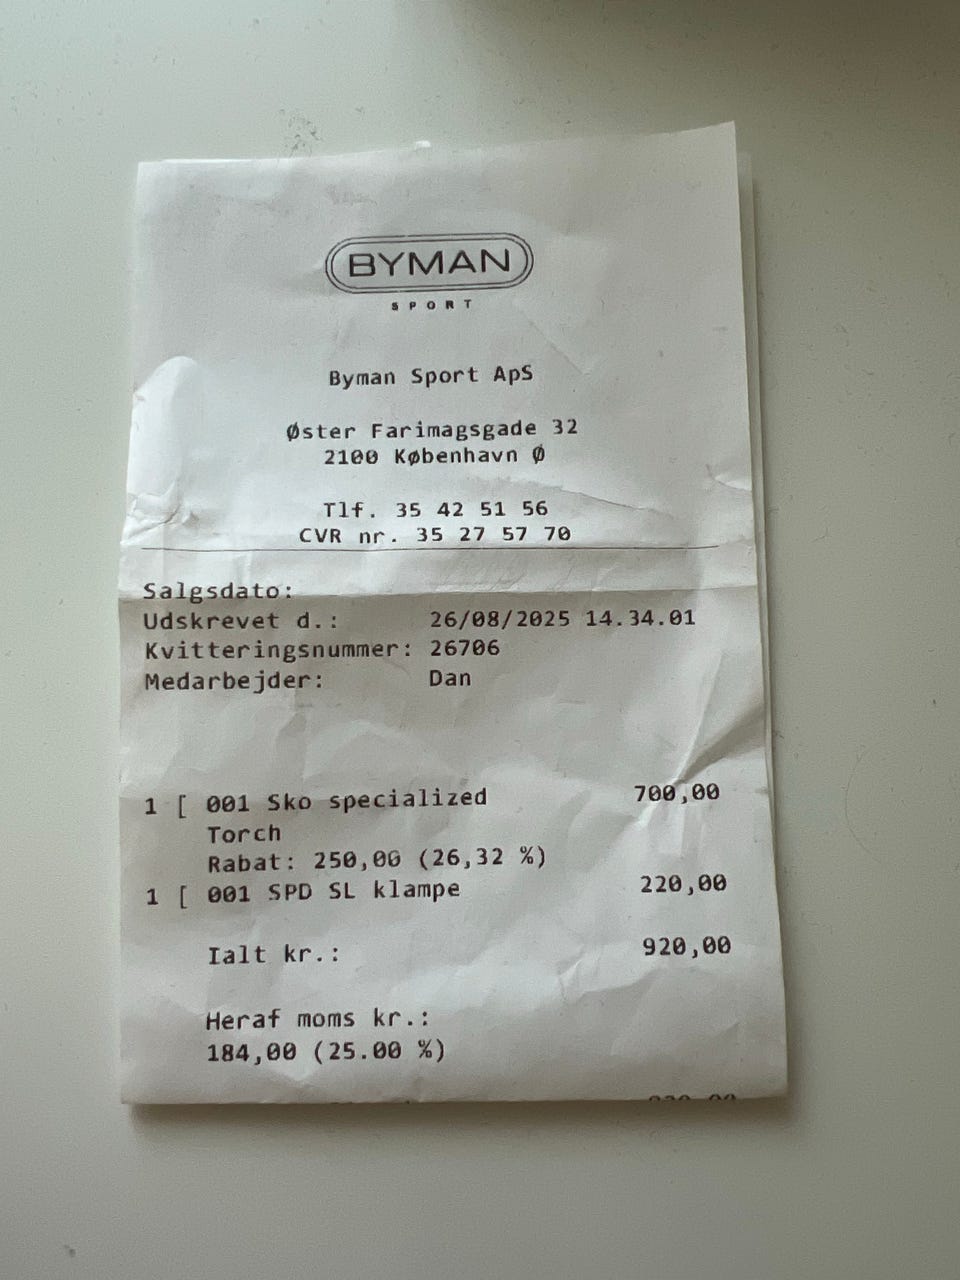 BYMAN
SPORT
Byman Sport ApS
Øster Farimagsgade 32
2100 København Ø
Tlf. 35 42 51 56
CVR nr. 35 27 57 70
Salgsdato:
Udskrevet d.: 26/08/2025 14.34.01
Kvitteringsnummer: 26706
Medarbejder: Dan
1 [ 001 Sko specialized 700,00
Torch
Rabat: 250,00 (26,32 %)
1 [ 001 SPD SL klampe 220,00
Ialt kr.: 920,00
Heraf moms kr.:
184,00 (25.00 %)